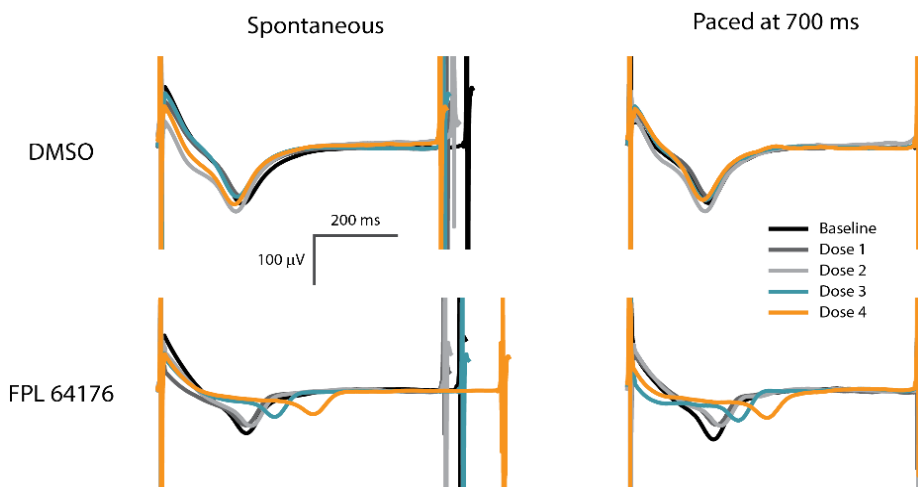 Spontaneous
Paced at 700 ms
DMSO
200 ms
100 μV
Baseline
Dose 1
Dose 2
Dose 3
Dose 4
FPL 64176